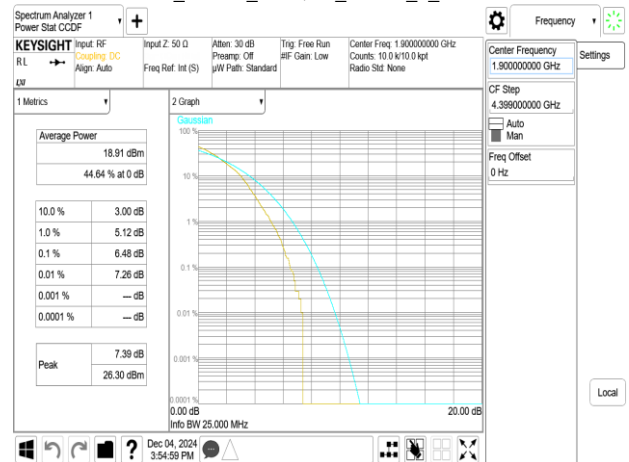 Spectrum Analyzer 1
Power Stat CCDF
Frequency
KEYSIGHT
RL
LXI
Input: RF
Coupling: DC
Align: Auto
Input Z: 50 Ω
Freq Ref: Int (S)
Atten: 30 dB
Preamp: Off
µW Path: Standard
Trig: Free Run
#IF Gain: Low
Center Freq: 1.900000000 GHz
Counts: 10.0 k/10.0 kpt
Radio Std: None
Center Frequency
1.900000000 GHz
Settings
CF Step
4.399000000 GHz
Auto
Man
Freq Offset
0 Hz
1 Metrics
Average Power
18.91 dBm
44.64 % at 0 dB
10.0 % 3.00 dB
1.0 % 5.12 dB
0.1 % 6.48 dB
0.01 % 7.26 dB
0.001 % --- dB
0.0001 % --- dB
Peak
7.39 dB
26.30 dBm
2 Graph
Gaussian
100 %
10 %
1 %
0.1 %
0.01 %
0.001 %
0.0001 %
0.00 dB 20.00 dB
Info BW 25.000 MHz
Local
?
Dec 04, 2024
3:54:59 PM